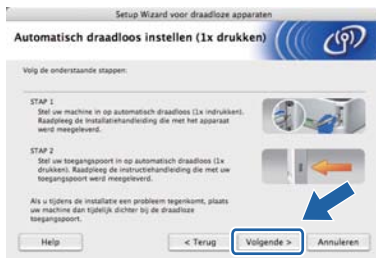 Setup Wizard voor draadloze apparaten
Automatisch draadloos instellen (1x drukken)
Volg de onderstaande stappen:
STAP 1
Stel uw machine in op automatisch draadloos (1x indrukken).
Raadpleeg de Installatiehandleiding die met het apparaat
werd meegeleverd.
STAP 2
Stel uw toegangspoort in op automatisch draadloos (1x
drukken). Raadpleeg de instructiehandleiding die met uw
toegangspoort werd meegeleverd.
Als u tijdens de installatie een probleem tegenkomt, plaats
uw machine dan tijdelijk dichter bij de draadloze
toegangspoort.
Help
< Terug
Volgende >
Annuleren